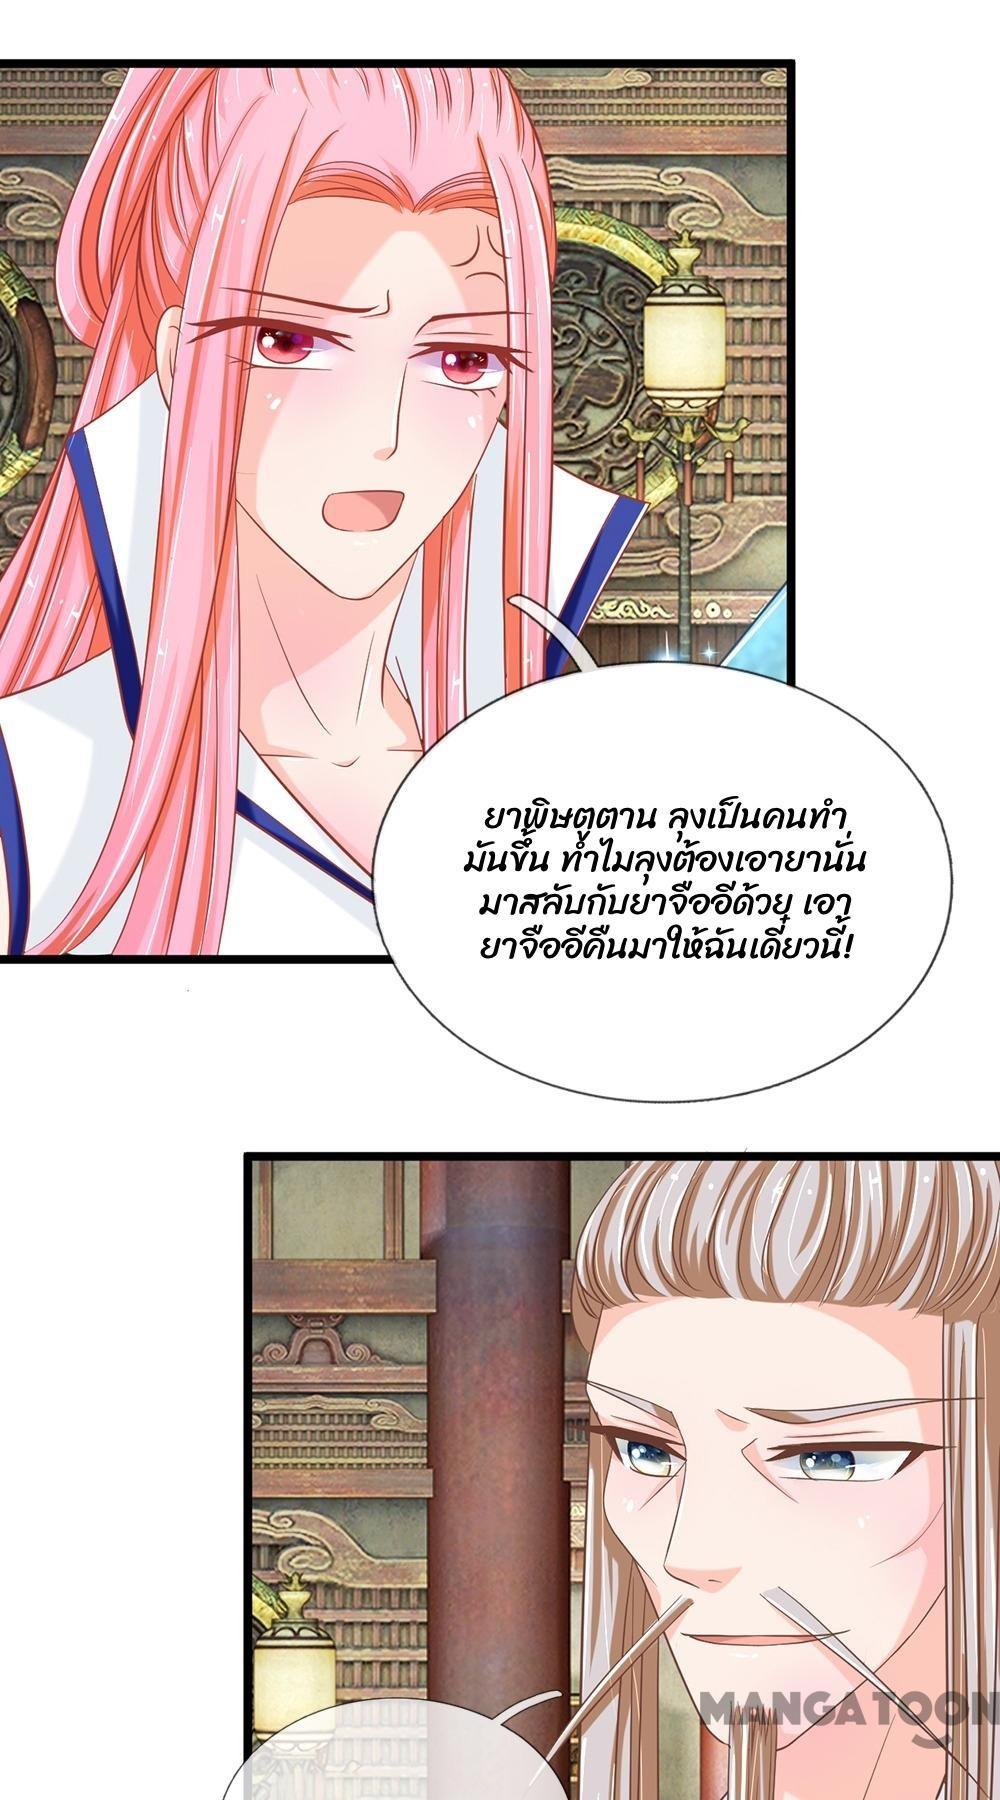 ยาพิษตูตาน ลุงเป็นคนทำ
มันขึ้น ทำไมลุงต้องเอายานั่น
มาสลับกับยาจืออีด้วย เอา
ยาจืออีคืนมาให้ฉันเดี๋ยวนี้!
MANGATOON